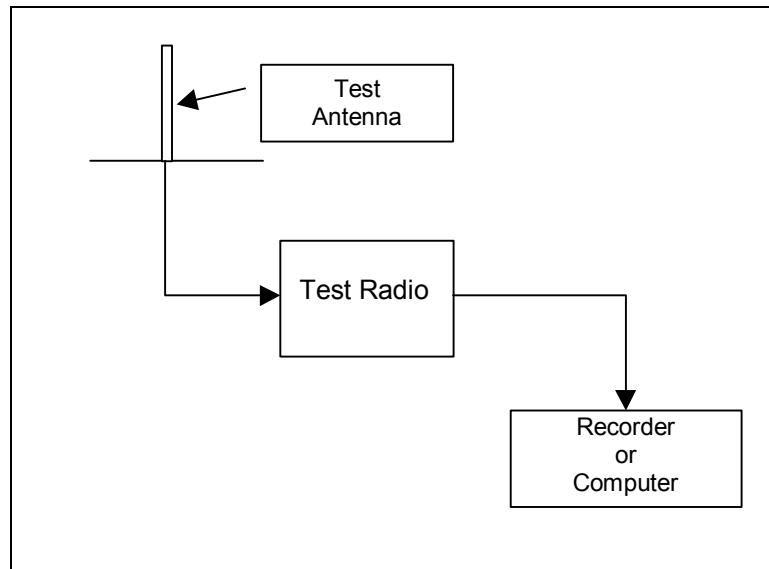 Test
Antenna
Test Radio
Recorder
or
Computer